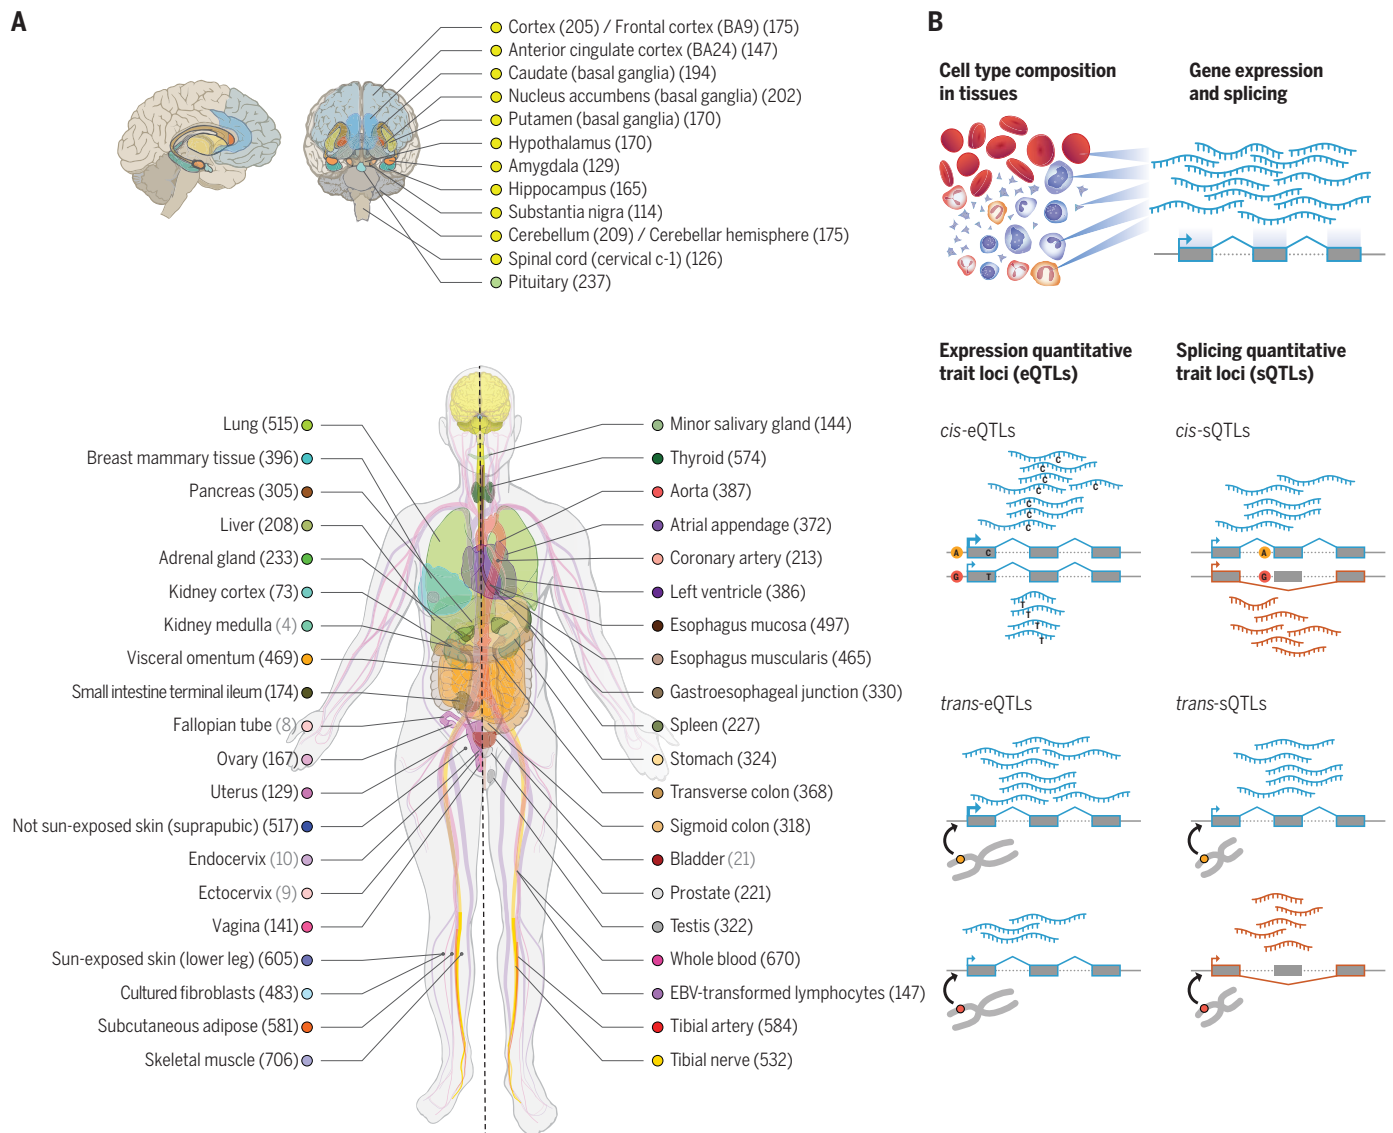 A
Cortex (205) / Frontal cortex (BA9) (175)
Anterior cingulate cortex (BA24) (147)
Caudate (basal ganglia) (194)
Nucleus accumbens (basal ganglia) (202)
Putamen (basal ganglia) (170)
Hypothalamus (170)
Amygdala (129)
Hippocampus (165)
Substantia nigra (114)
Cerebellum (209) / Cerebellar hemisphere (175)
Spinal cord (cervical c-1) (126)
Pituitary (237)
Lung (515)
Breast mammary tissue (396)
Pancreas (305)
Liver (208)
Adrenal gland (233)
Kidney cortex (73)
Kidney medulla (4)
Visceral omentum (469)
Small intestine terminal ileum (174)
Fallopian tube (8)
Ovary (167)
Uterus (129)
Not sun-exposed skin (suprapubic) (517)
Endocervix (10)
Ectocervix (9)
Vagina (141)
Sun-exposed skin (lower leg) (605)
Cultured fibroblasts (483)
Subcutaneous adipose (581)
Skeletal muscle (706)
Minor salivary gland (144)
Thyroid (574)
Aorta (387)
Atrial appendage (372)
Coronary artery (213)
Left ventricle (386)
Esophagus mucosa (497)
Esophagus muscularis (465)
Gastroesophageal junction (330)
Spleen (227)
Stomach (324)
Transverse colon (368)
Sigmoid colon (318)
Bladder (21)
Prostate (221)
Testis (322)
Whole blood (670)
EBV-transformed lymphocytes (147)
Tibial artery (584)
Tibial nerve (532)
B
Cell type composition
in tissues
Gene expression
and splicing
Expression quantitative
trait loci (eQTLs)
Splicing quantitative
trait loci (sQTLs)
cis-eQTLs
C
C
C
C
C
C
C
A
C
G
T
T
T
T
T
cis-sQTLs
A
G
trans-eQTLs
trans-sQTLs